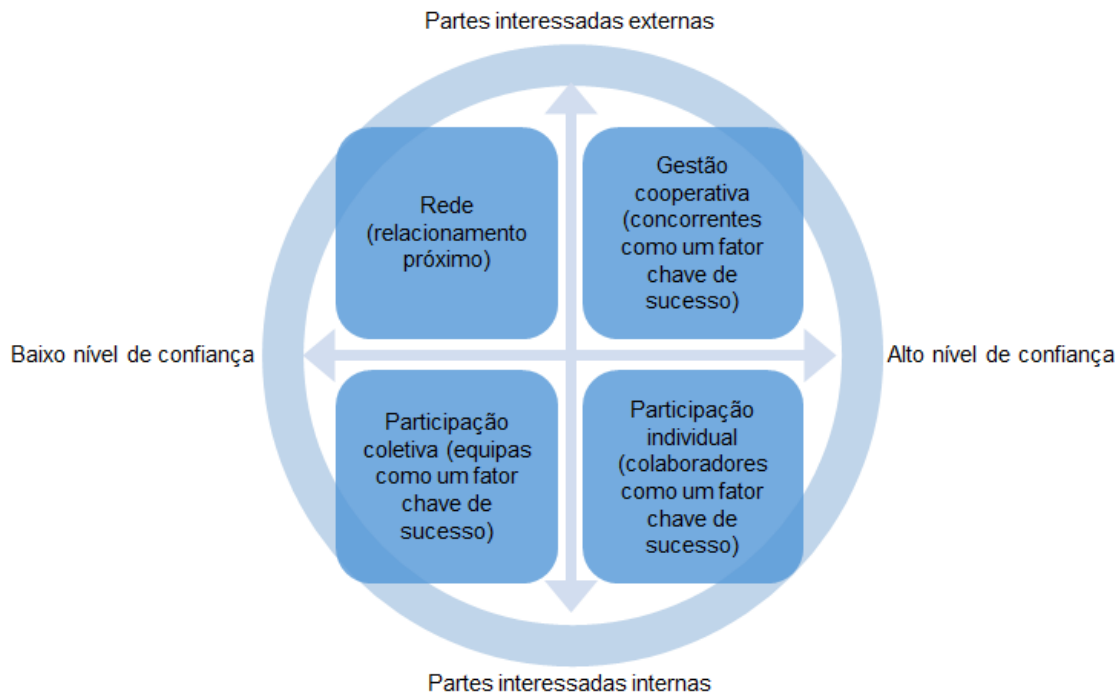 Partes interessadas externas
Rede
(relacionamento
próximo)
Gestão
cooperativa
(concorrentes
como um fator
chave de
sucesso)
Baixo nível de confiança
Alto nível de confiança
Participação
coletiva (equipas
como um fator
chave de
sucesso)
Participação
individual
(colaboradores
como um fator
chave de
sucesso)
Partes interessadas internas